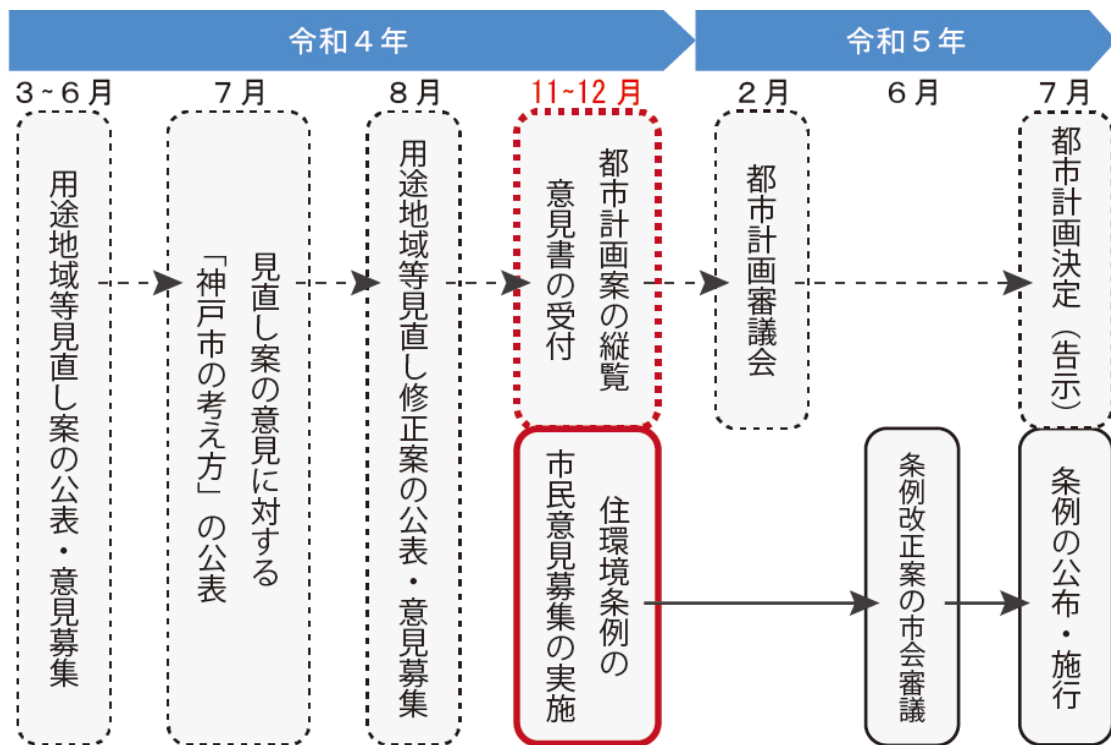 令和４年
令和５年
３~６月
７月
８月
11~12 月
２月
６月
７月
用途地域等見直し案の公表・意見募集
見直し案の意見に対する
「神戸市の考え方」の公表
用途地域等見直し修正案の公表・意見募集
都市計画案の縦覧
意見書の受付
住環境条例の
市民意見募集の実施
都市計画審議会
条例改正案の市会審議
都市計画決定（告示）
条例の公布・施行